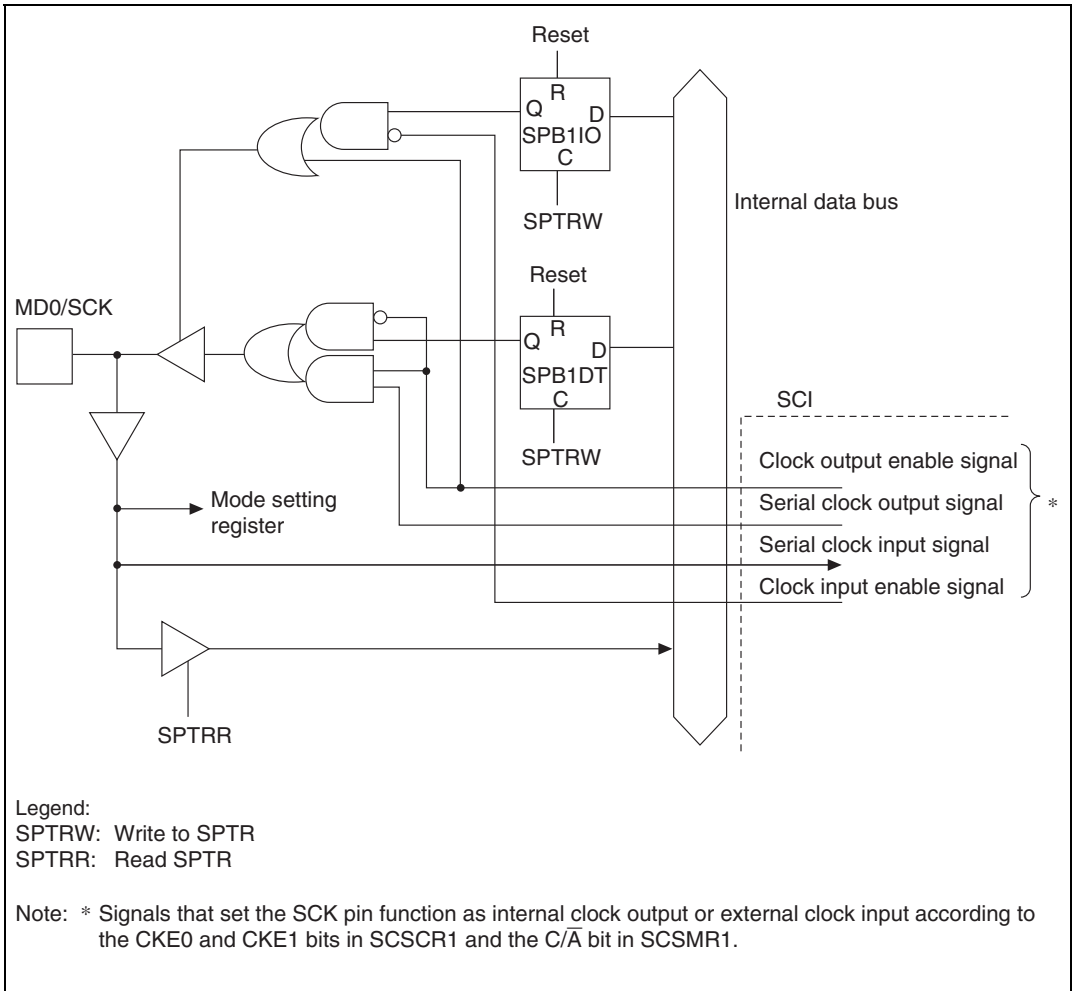 Reset
R
Q
D
SPB1IO
C
Internal data bus
SPTRW
Reset
MD0/SCK
R
Q
D
SPB1DT
C
SCI
SPTRW
Clock output enable signal
Mode setting
register
Serial clock output signal
*
Serial clock input signal
Clock input enable signal
SPTRR
Legend:
SPTRW: Write to SPTR
SPTRR: Read SPTR
Note: * Signals that set the SCK pin function as internal clock output or external clock input according to
the CKE0 and CKE1 bits in SCSCR1 and the C/A̅ bit in SCSMR1.